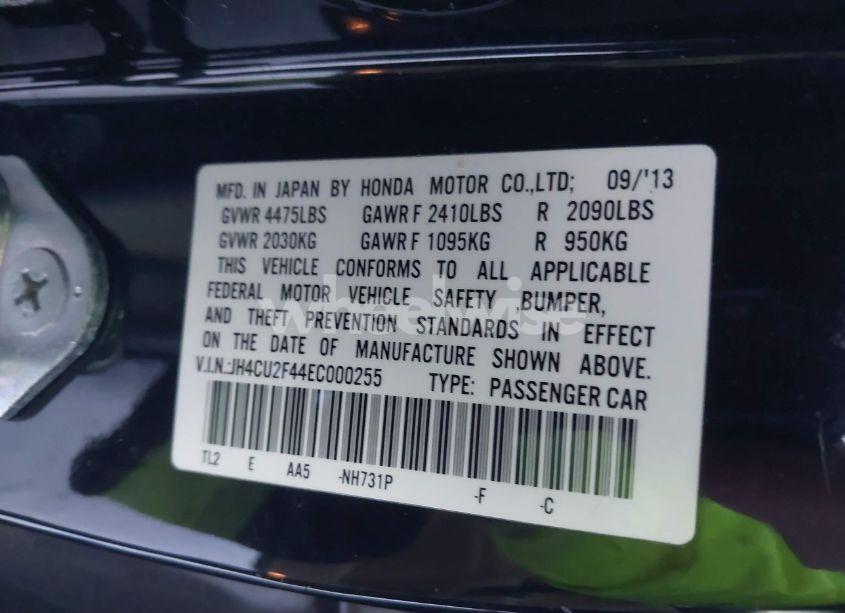 MFD. IN JAPAN BY HONDA MOTOR CO.,LTD; 09/'13
GVWR 4475LBS GAWR F 2410LBS R 2090LBS
GVWR 2030KG GAWR F 1095KG R 950KG
THIS VEHICLE CONFORMS TO ALL APPLICABLE
FEDERAL MOTOR VEHICLE SAFETY BUMPER,
AND THEFT PREVENTION STANDARDS IN EFFECT
ON THE DATE OF MANUFACTURE SHOWN ABOVE.
V.I.N.:JH4CU2F44EC000255 TYPE: PASSENGER CAR
TL2 E AA5 -NH731P -F -C
wheelwise